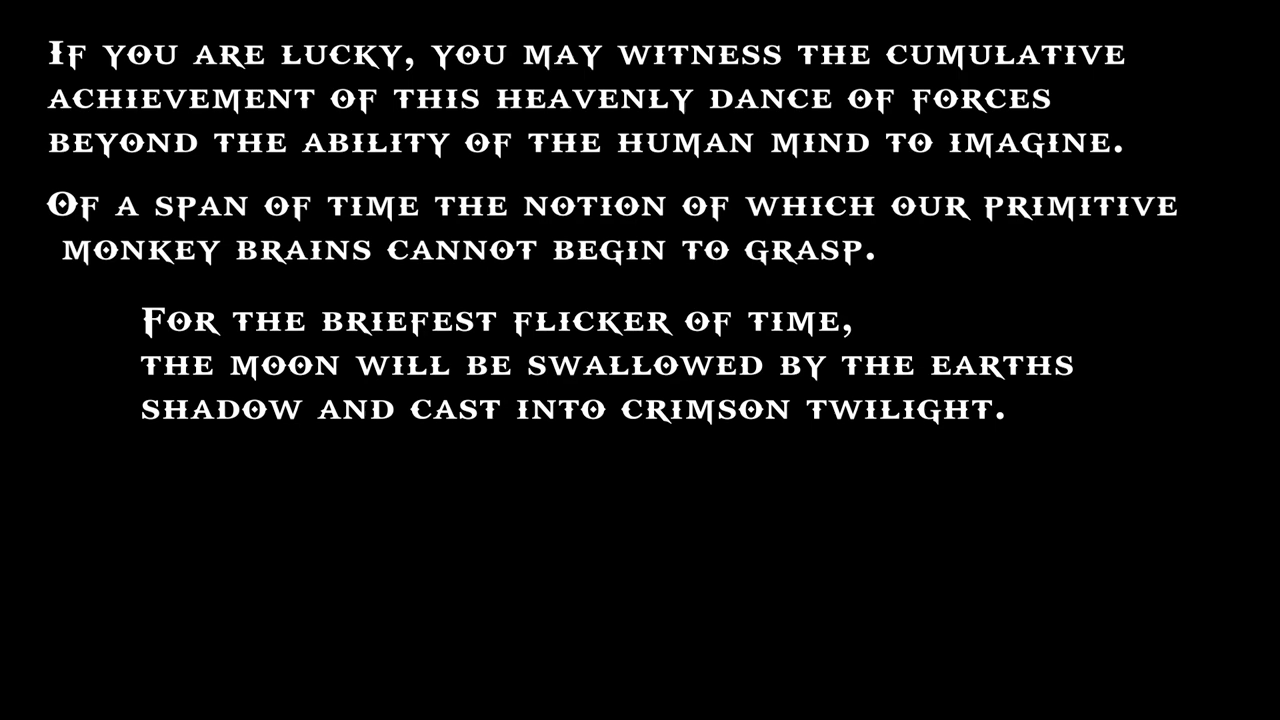 If you are lucky, you may witness the cumulative
achievement of this heavenly dance of forces
beyond the ability of the human mind to imagine.
Of a span of time the notion of which our primitive
monkey brains cannot begin to grasp.
For the briefest flicker of time,
the moon will be swallowed by the earths
shadow and cast into crimson twilight.